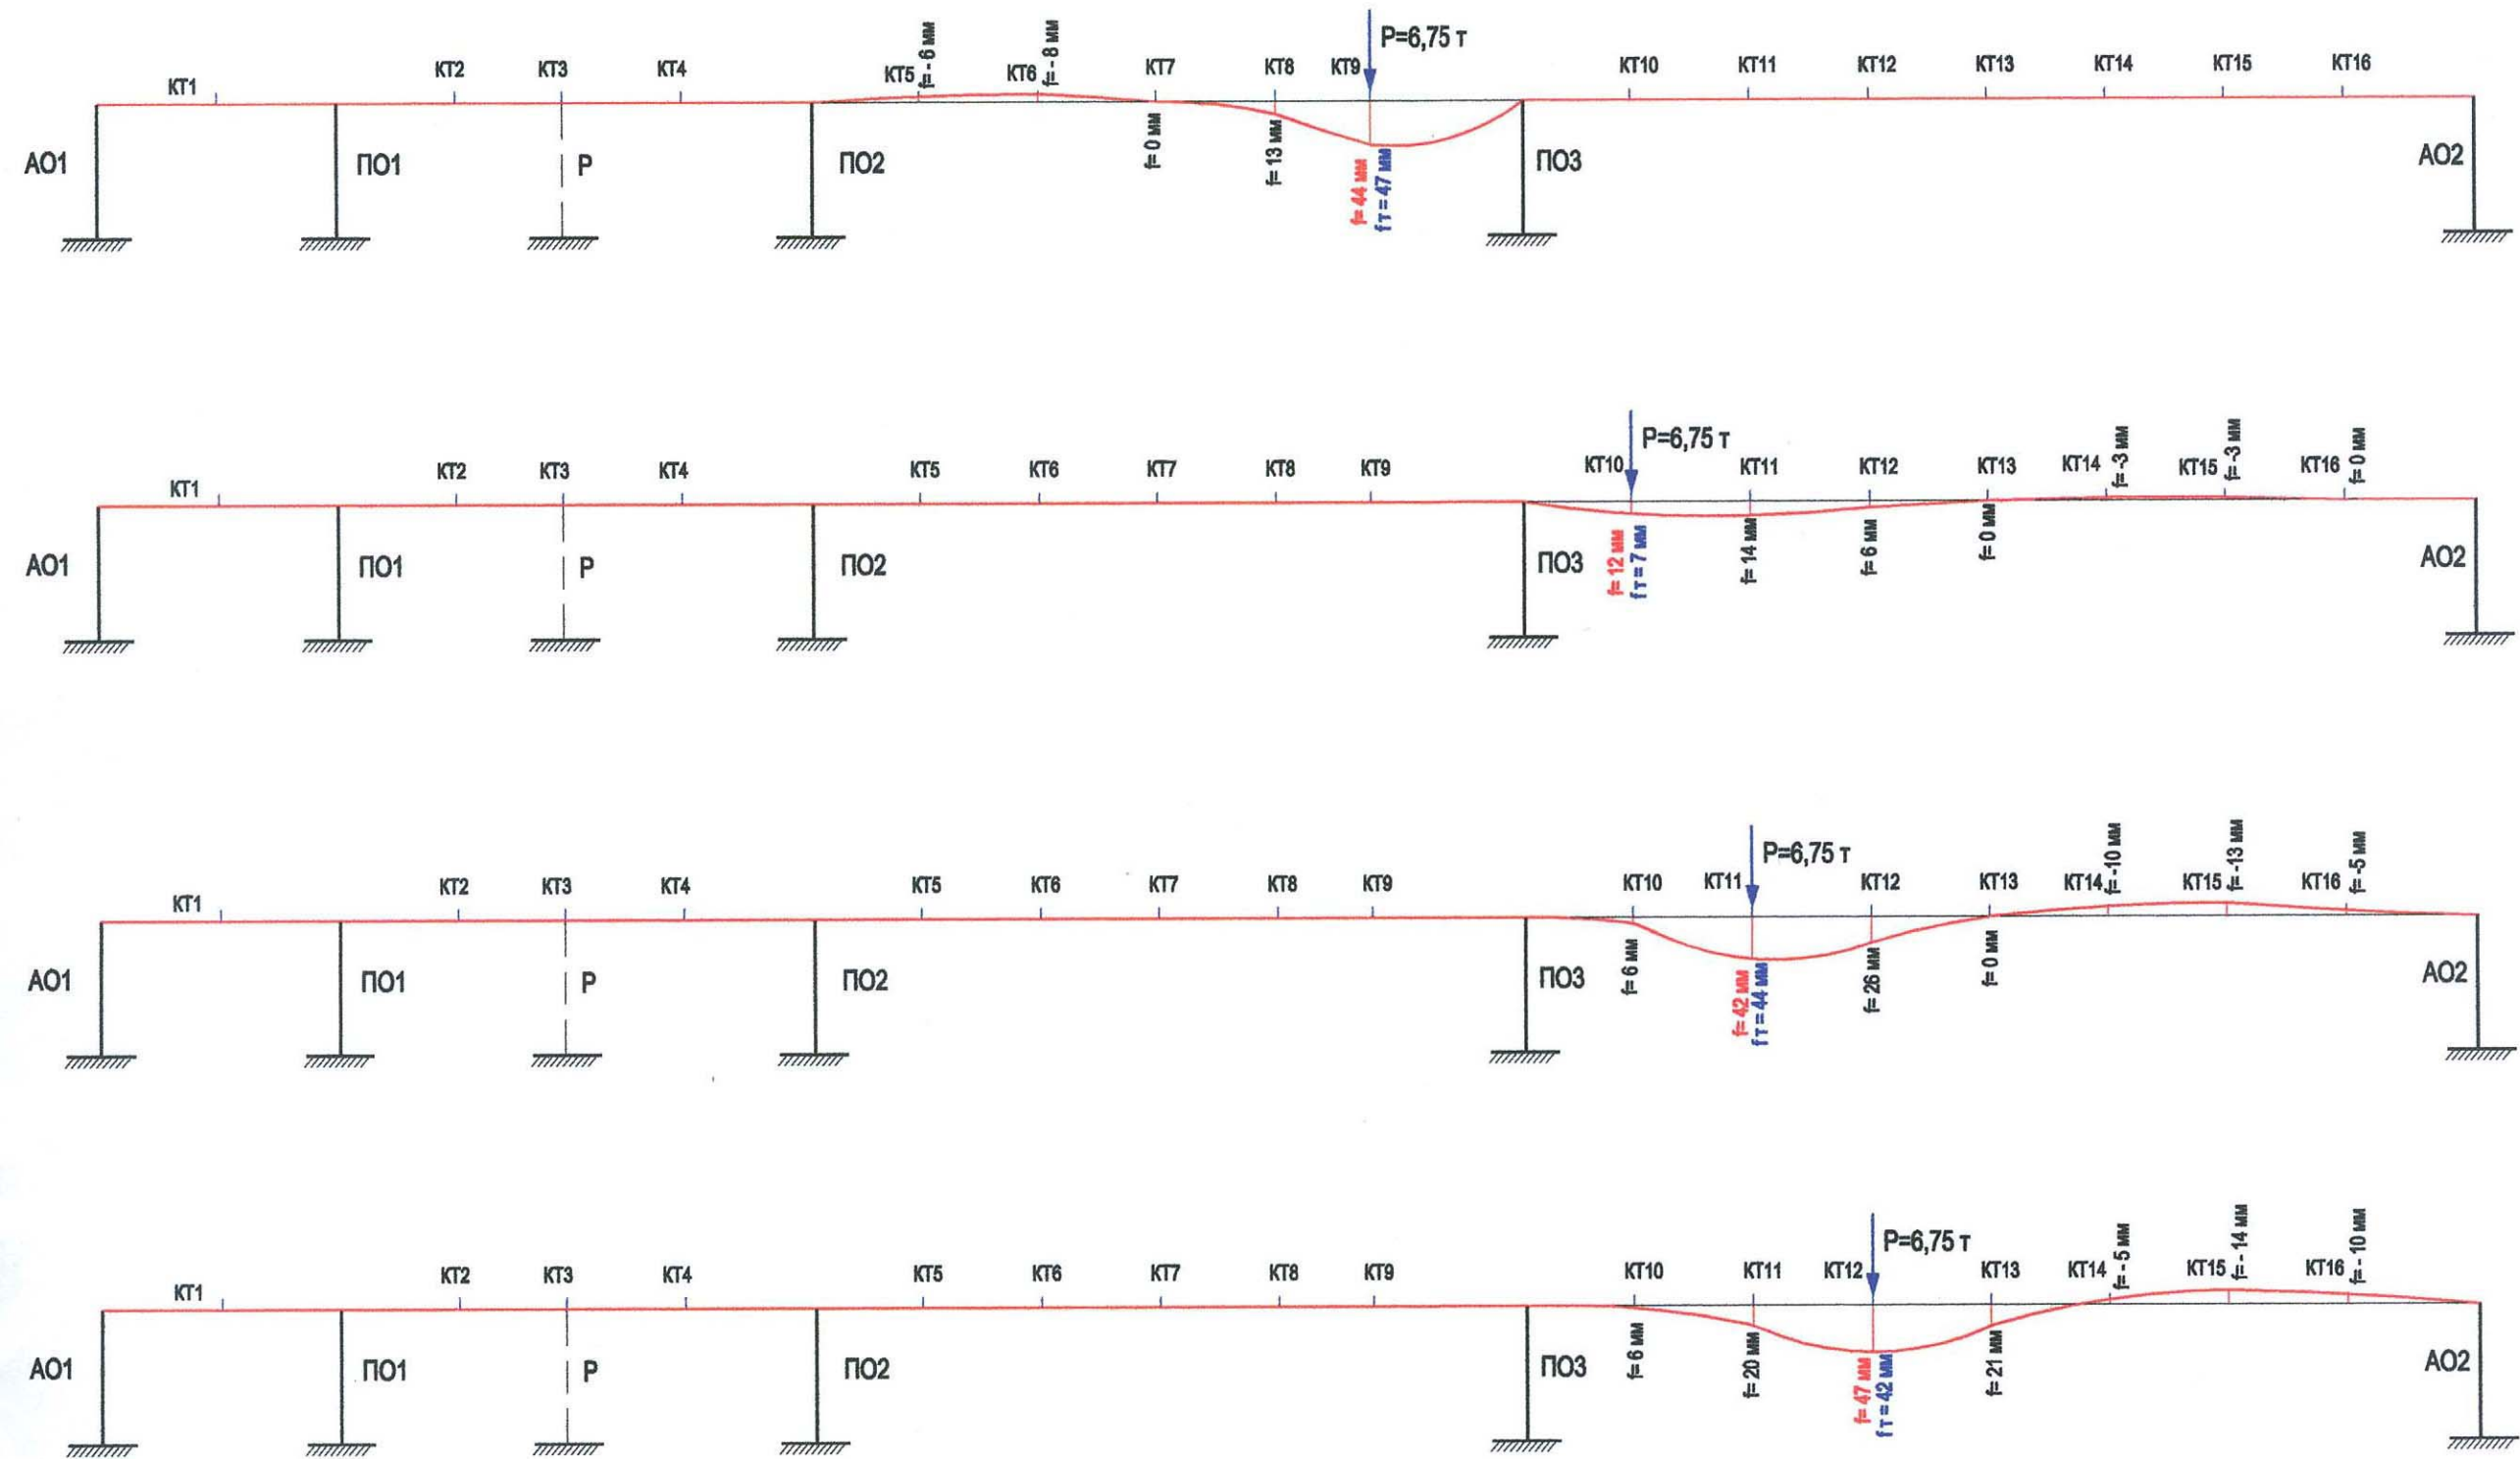 P=6,75 т
КТ1 КТ2 КТ3 КТ4 КТ5 f= - 6 мм КТ6 f= - 8 мм КТ7 КТ8 КТ9 КТ10 КТ11 КТ12 КТ13 КТ14 КТ15 КТ16
АО1 ПО1 Р ПО2 f= 0 мм f= 13 мм f= 44 мм fт = 47 мм ПО3 АО2
P=6,75 т
КТ1 КТ2 КТ3 КТ4 КТ5 КТ6 КТ7 КТ8 КТ9 КТ10 КТ11 КТ12 КТ13 КТ14 f= -3 мм КТ15 f= -3 мм КТ16 f= 0 мм
АО1 ПО1 Р ПО2 ПО3 f= 12 мм fт = 7 мм f= 14 мм f= 6 мм f= 0 мм АО2
P=6,75 т
КТ1 КТ2 КТ3 КТ4 КТ5 КТ6 КТ7 КТ8 КТ9 КТ10 КТ11 КТ12 КТ13 КТ14 f= -10 мм КТ15 f= -13 мм КТ16 f= -5 мм
АО1 ПО1 Р ПО2 ПО3 f= 6 мм f= 42 мм fт = 44 мм f= 26 мм f= 0 мм АО2
P=6,75 т
КТ1 КТ2 КТ3 КТ4 КТ5 КТ6 КТ7 КТ8 КТ9 КТ10 КТ11 КТ12 КТ13 КТ14 f= - 5 мм КТ15 f= - 14 мм КТ16 f= - 10 мм
АО1 ПО1 Р ПО2 ПО3 f= 6 мм f= 20 мм f= 47 мм fт = 42 мм f= 21 мм АО2